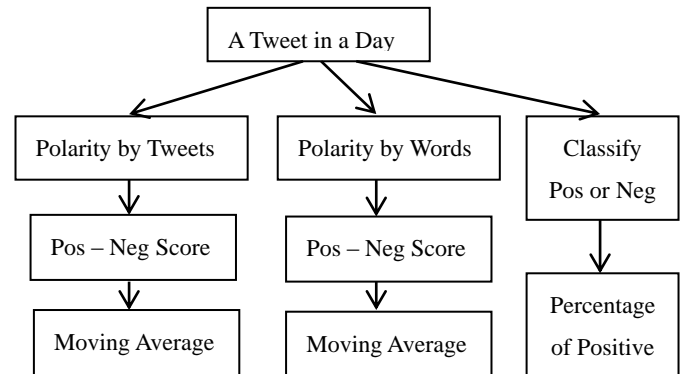 A Tweet in a Day
Polarity by Tweets
Polarity by Words
Classify
Pos or Neg
Pos – Neg Score
Pos – Neg Score
Percentage
of Positive
Moving Average
Moving Average